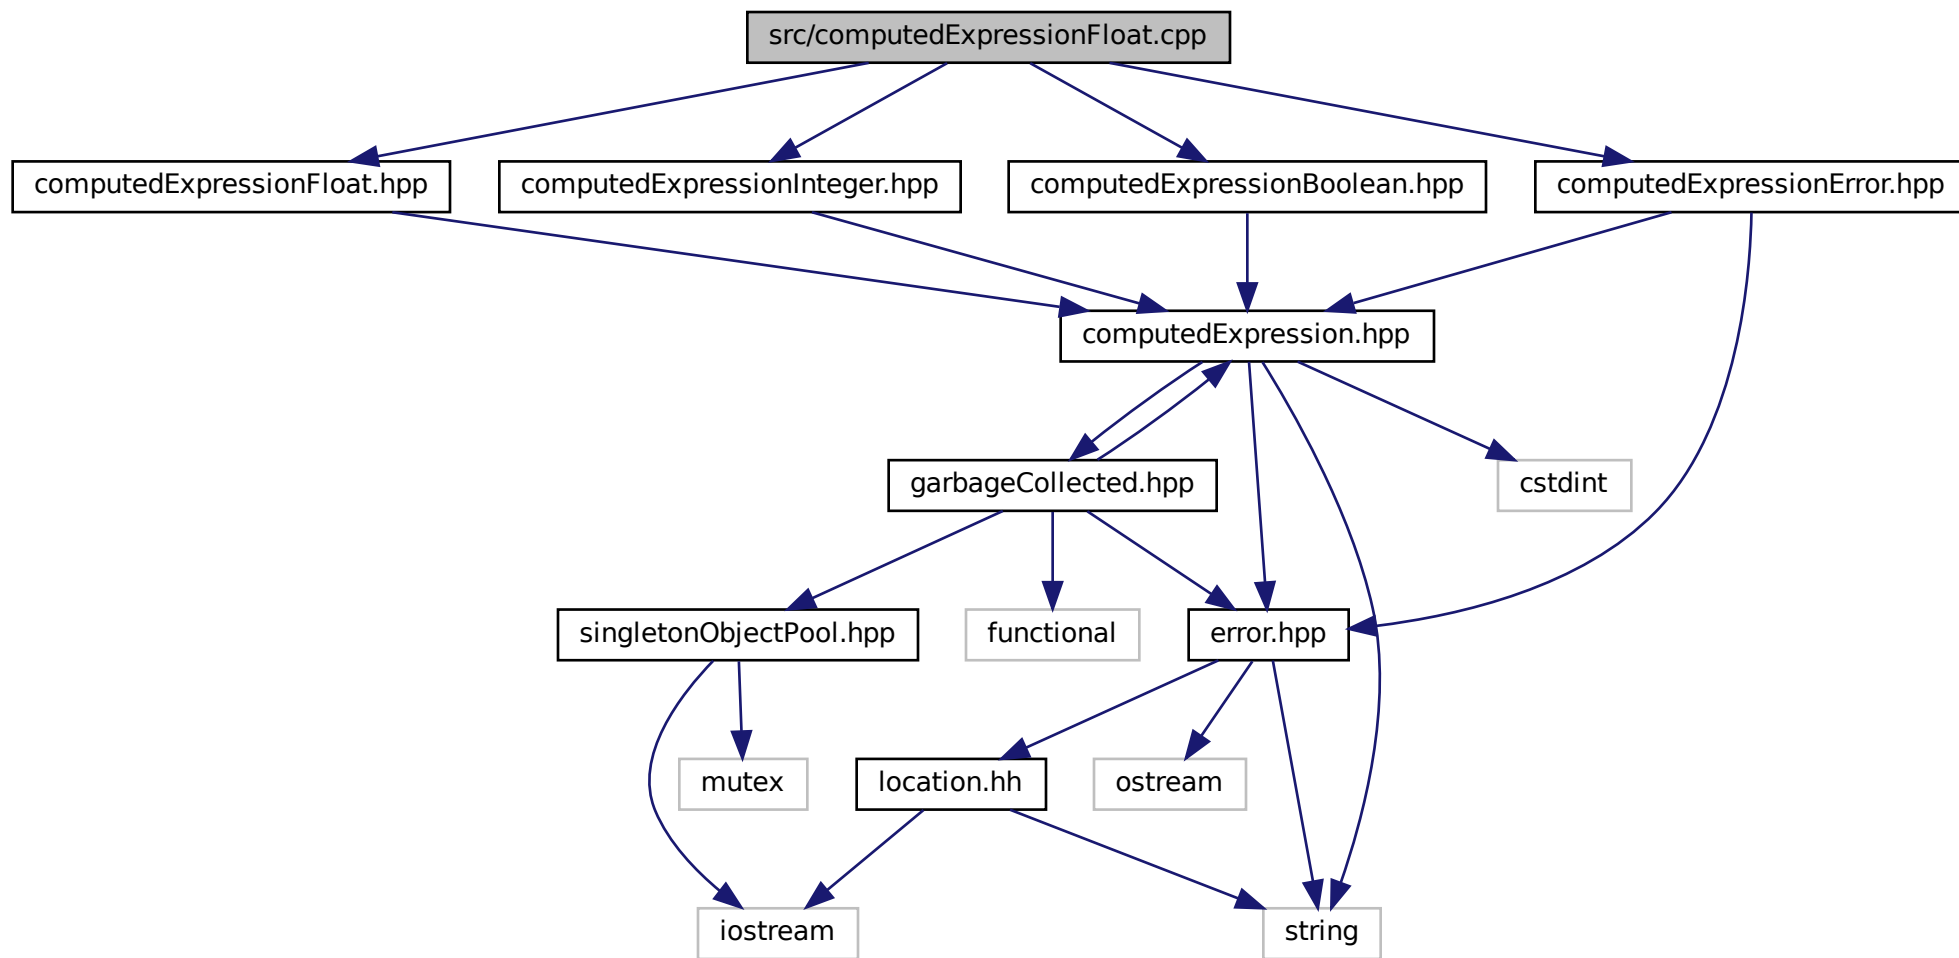 src/computedExpressionFloat.cpp
computedExpressionFloat.hpp
computedExpressionInteger.hpp
computedExpressionBoolean.hpp
computedExpressionError.hpp
computedExpression.hpp
garbageCollected.hpp
cstdint
singletonObjectPool.hpp
functional
error.hpp
mutex
location.hh
ostream
iostream
string